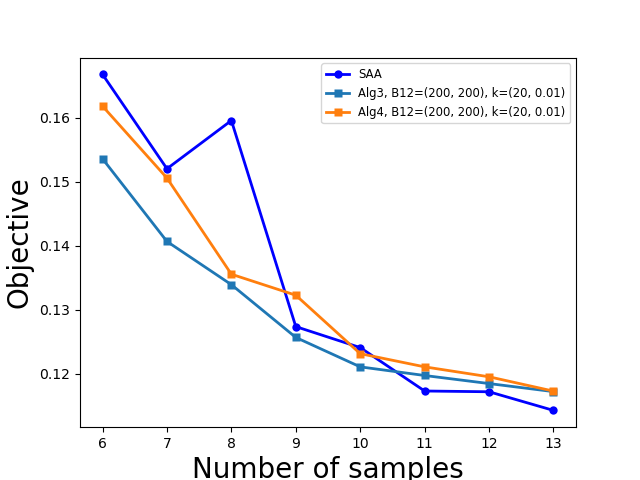 SAA
Alg3, B12=(200, 200), k=(20, 0.01)
Alg4, B12=(200, 200), k=(20, 0.01)
Objective
0.16
0.15
0.14
0.13
0.12
6 7 8 9 10 11 12 13
Number of samples